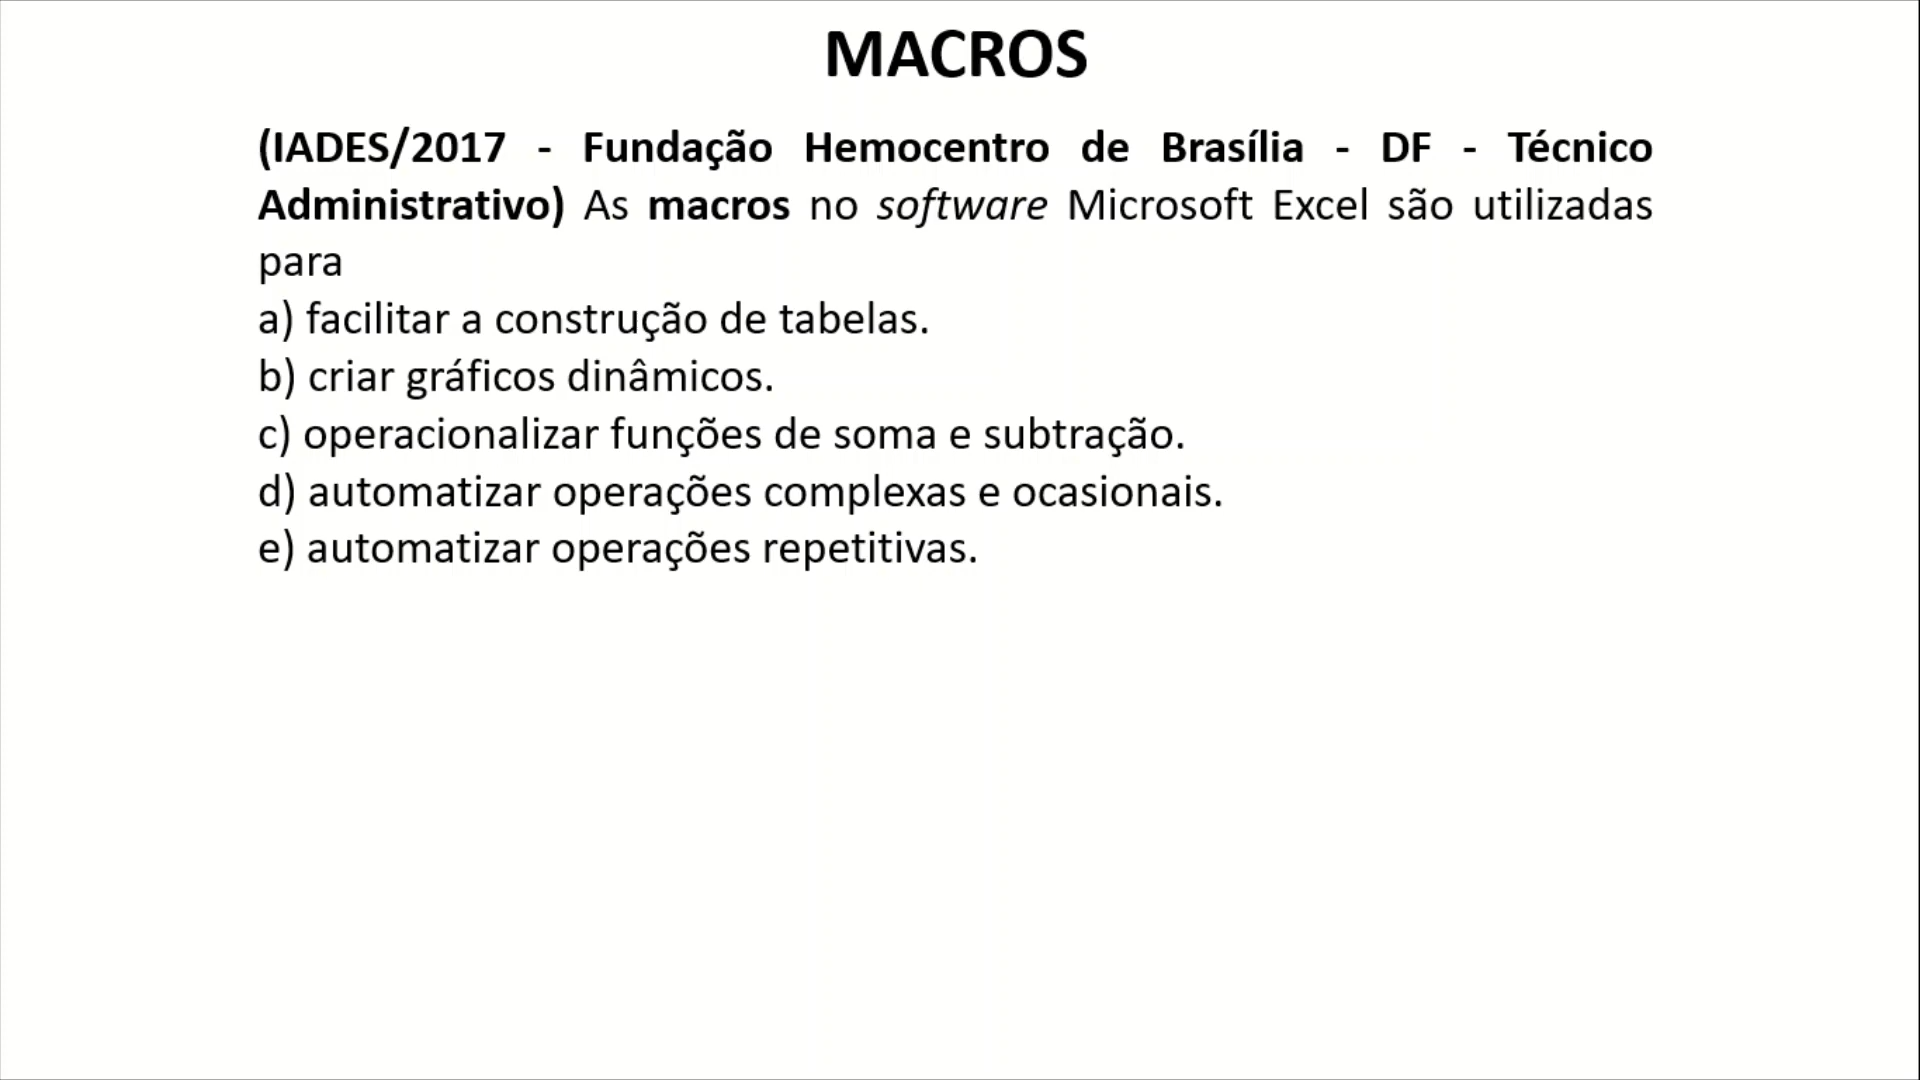 MACROS
(IADES/2017 - Fundação Hemocentro de Brasília - DF - Técnico
Administrativo) As macros no software Microsoft Excel são utilizadas
para
a) facilitar a construção de tabelas.
b) criar gráficos dinâmicos.
c) operacionalizar funções de soma e subtração.
d) automatizar operações complexas e ocasionais.
e) automatizar operações repetitivas.